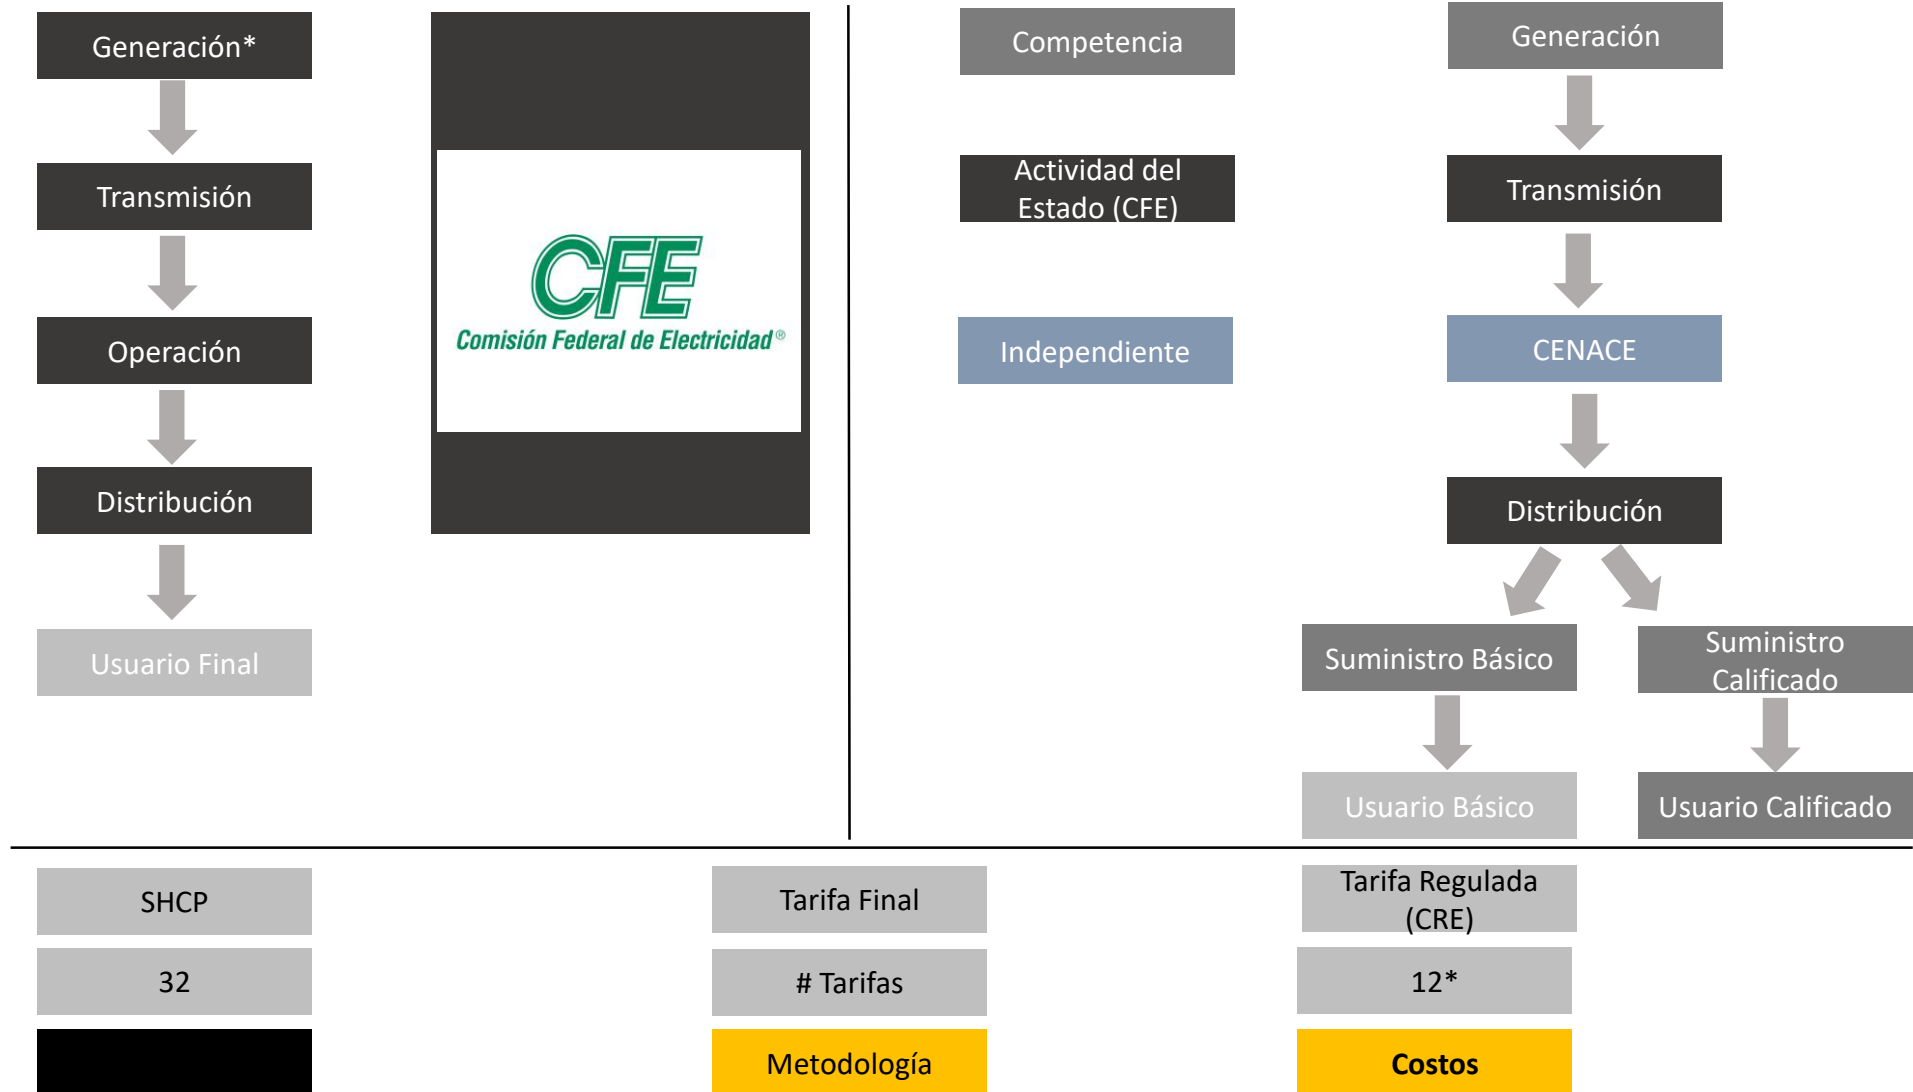 Generación*
Transmisión
Operación
Distribución
Usuario Final
CFE
Comisión Federal de Electricidad®
Competencia
Actividad del
Estado (CFE)
Independiente
Generación
Transmisión
CENACE
Distribución
Suministro Básico
Suministro
Calificado
Usuario Básico
Usuario Calificado
SHCP
Tarifa Final
Tarifa Regulada
(CRE)
32
# Tarifas
12*
Metodología
Costos